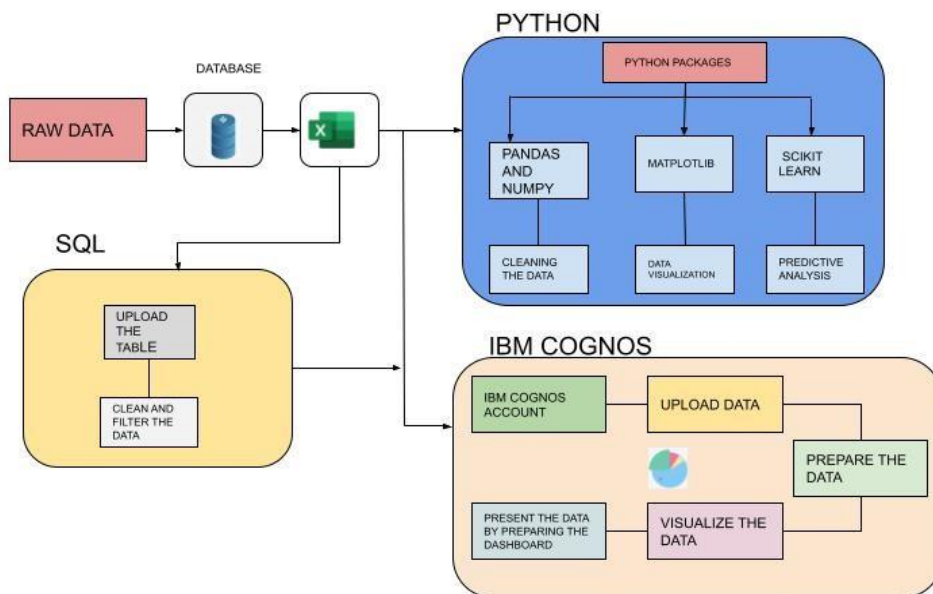 PYTHON
PYTHON PACKAGES
DATABASE
RAW DATA
X
PANDAS
AND
NUMPY
MATPLOTLIB
SCIKIT
LEARN
CLEANING
THE DATA
DATA
VISUALIZATION
PREDICTIVE
ANALYSIS
SQL
UPLOAD
THE
TABLE
CLEAN AND
FILTER THE
DATA
IBM COGNOS
IBM COGNOS
ACCOUNT
UPLOAD DATA
PREPARE THE
DATA
VISUALIZE THE
DATA
PRESENT THE DATA
BY PREPARING THE
DASHBOARD